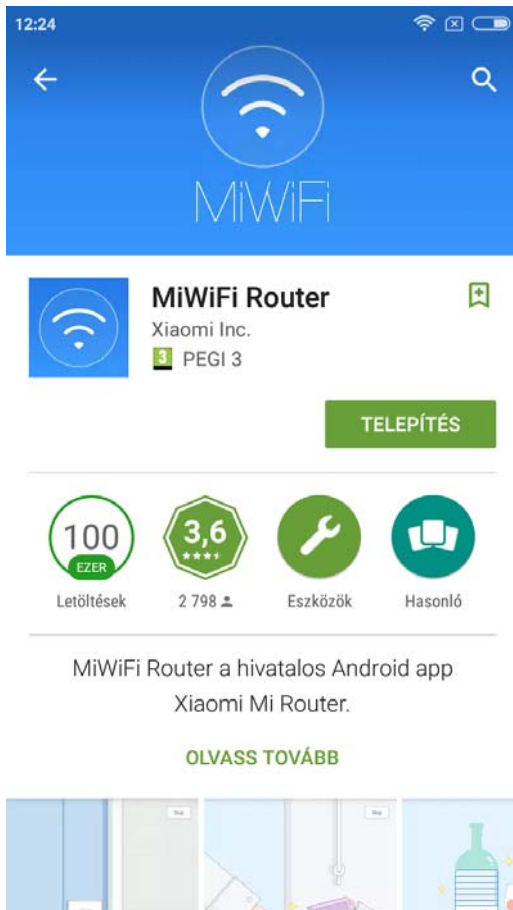 12:24
MiWiFi
MiWiFi Router
Xiaomi Inc.
3 PEGI 3
TELEPÍTÉS
100
EZER
3,6
Letöltések
2 798
Eszközök
Hasonló
MiWiFi Router a hivatalos Android app
Xiaomi Mi Router.
OLVASS TOVÁBB